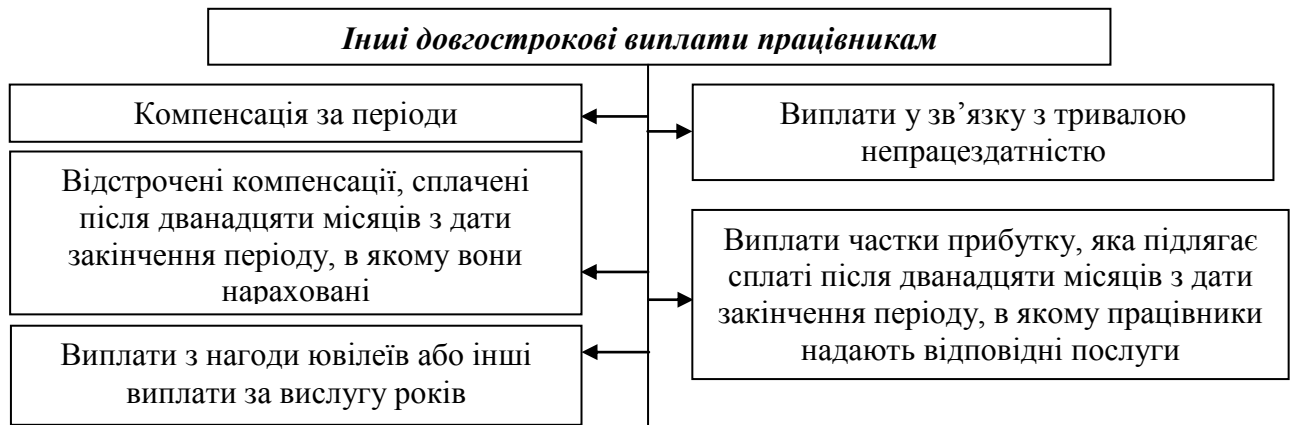 Інші довгострокові виплати працівникам
Компенсація за періоди
Відстрочені компенсації, сплачені
після дванадцяти місяців з дати
закінчення періоду, в якому вони
нараховані
Виплати з нагоди ювілеїв або інші
виплати за вислугу років
Виплати у зв’язку з тривалою
непрацездатністю
Виплати частки прибутку, яка підлягає
сплаті після дванадцяти місяців з дати
закінчення періоду, в якому працівники
надають відповідні послуги